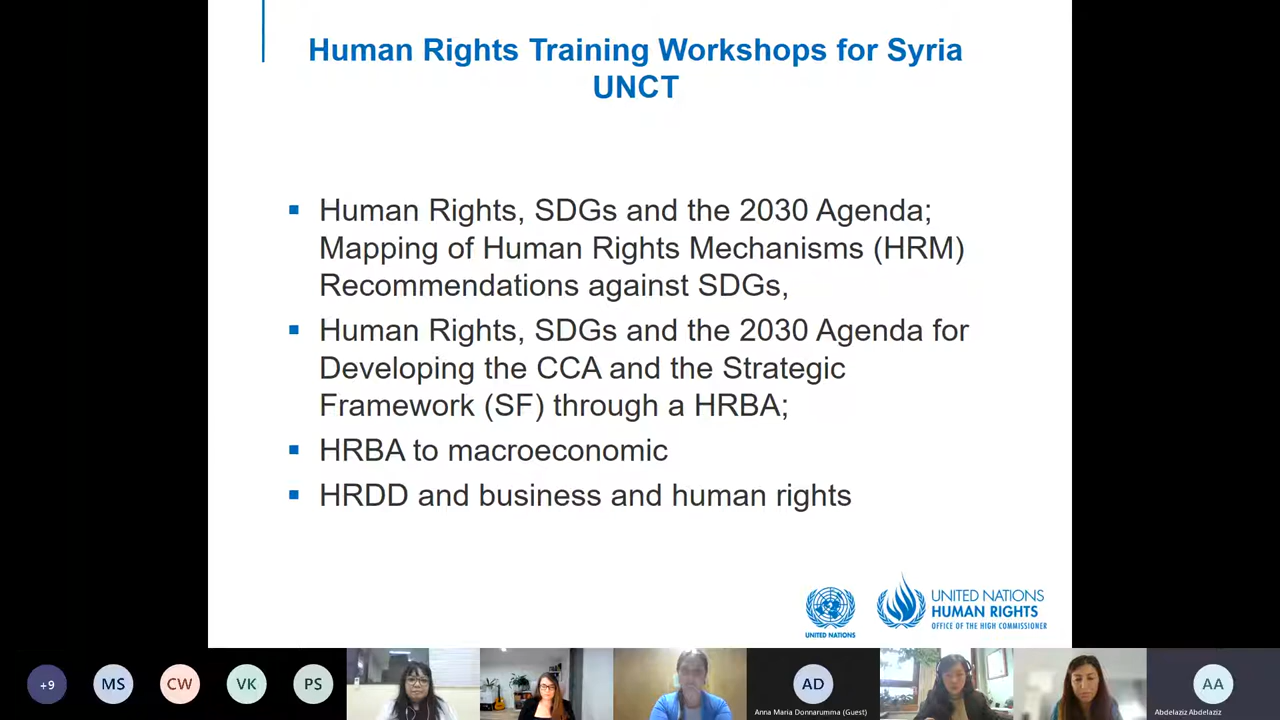 Human Rights Training Workshops for Syria
UNCT
Human Rights, SDGs and the 2030 Agenda;
Mapping of Human Rights Mechanisms (HRM)
Recommendations against SDGs,
Human Rights, SDGs and the 2030 Agenda for
Developing the CCA and the Strategic
Framework (SF) through a HRBA;
HRBA to macroeconomic
HRDD and business and human rights
UNITED NATIONS
UNITED NATIONS
HUMAN RIGHTS
OFFICE OF THE HIGH COMMISSIONER
+9
MS
CW
VK
PS
AD
Anna Maria Donnarumma (Guest)
AA
Abdelaziz Abdelaziz